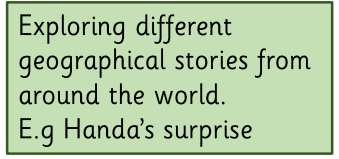 Exploring different
geographical stories from
around the world.
E.g Handa's surprise